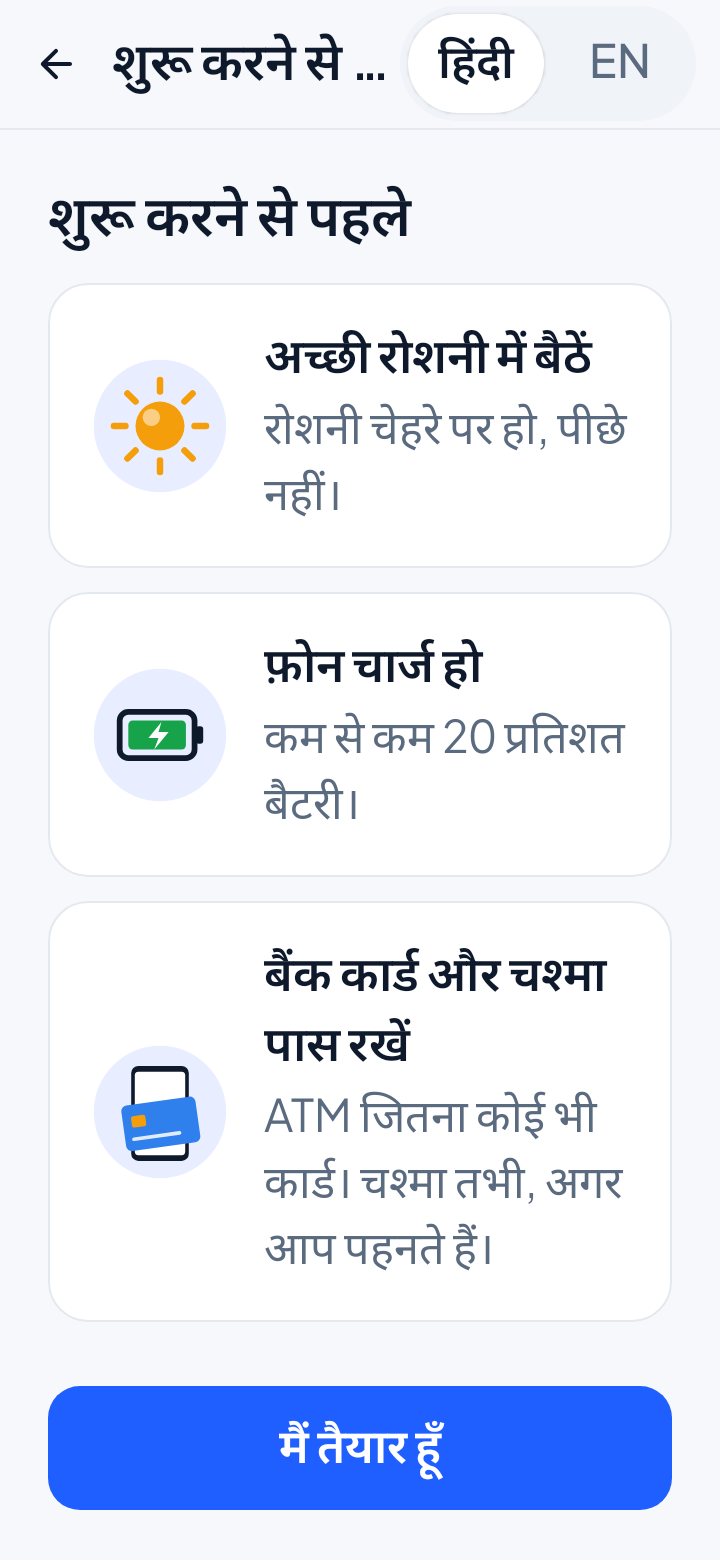 शुरू करने से ...
हिंदी
EN
शुरू करने से पहले
अच्छी रोशनी में बैठें
रोशनी चेहरे पर हो, पीछे
नहीं।
फ़ोन चार्ज हो
कम से कम 20 प्रतिशत
बैटरी।
बैंक कार्ड और चश्मा
पास रखें
ATM जितना कोई भी
कार्ड। चश्मा तभी, अगर
आप पहनते हैं।
मैं तैयार हूँ